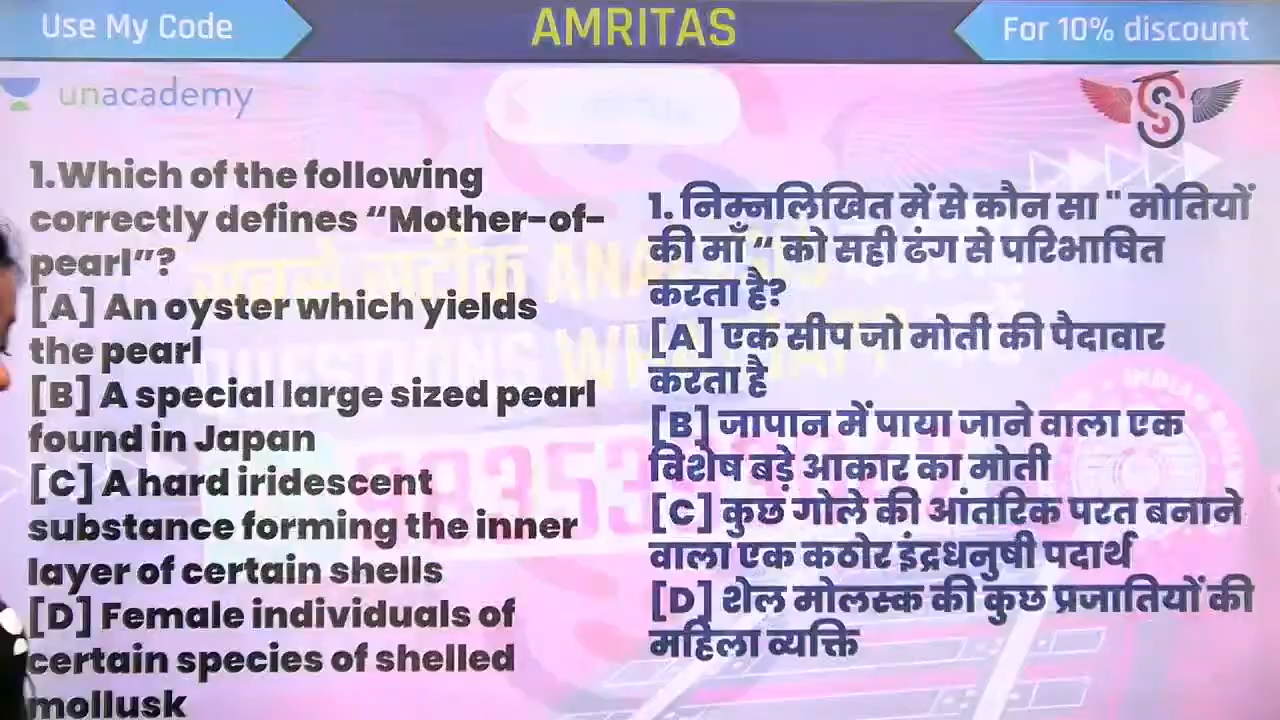 Use My Code
AMRITAS
For 10% discount
unacademy
1.Which of the following
correctly defines “Mother-of-
pearl”?
[A] An oyster which yields
the pearl
[B] A special large sized pearl
found in Japan
[C] A hard iridescent
substance forming the inner
layer of certain shells
[D] Female individuals of
certain species of shelled
mollusk
1. निम्नलिखित में से कौन सा " मोतियों
की माँ “ को सही ढंग से परिभाषित
करता है?
[A] एक सीप जो मोती की पैदावार
करता है
[B] जापान में पाया जाने वाला एक
विशेष बड़े आकार का मोती
[C] कुछ गोले की आंतरिक परत बनाने
वाला एक कठोर इंद्रधनुषी पदार्थ
[D] शेल मोलस्क की कुछ प्रजातियों की
महिला व्यक्ति